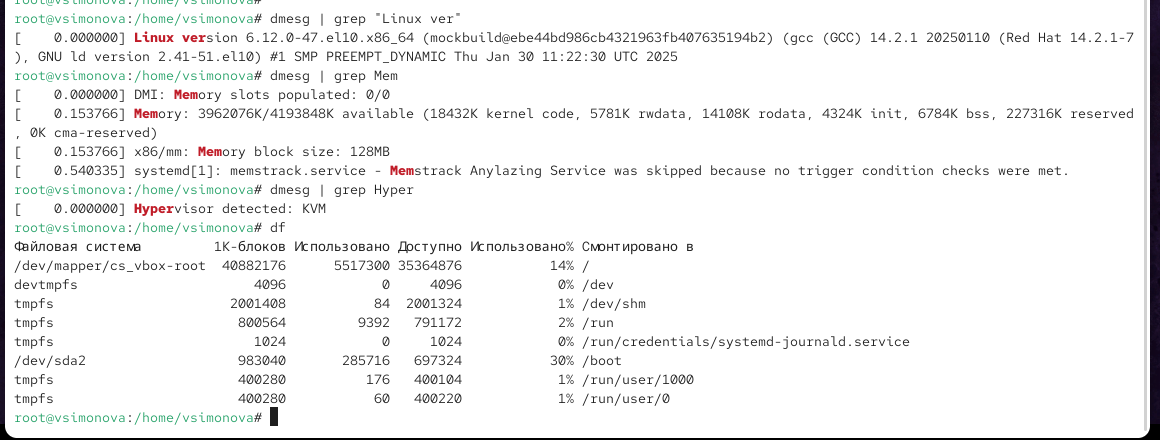 root@vsimonova:/home/vsimonova# dmesg | grep "Linux ver"
[    0.000000] Linux version 6.12.0-47.el10.x86_64 (mockbuild@ebe44bd986cb4321963fb407635194b2) (gcc (GCC) 14.2.1 20250110 (Red Hat 14.2.1-7
), GNU ld version 2.41-51.el10) #1 SMP PREEMPT_DYNAMIC Thu Jan 30 11:22:30 UTC 2025
root@vsimonova:/home/vsimonova# dmesg | grep Mem
[    0.000000] DMI: Memory slots populated: 0/0
[    0.153766] Memory: 3962076K/4193848K available (18432K kernel code, 5781K rwdata, 14108K rodata, 4324K init, 6784K bss, 227316K reserved
, 0K cma-reserved)
[    0.153766] x86/mm: Memory block size: 128MB
[    0.540335] systemd[1]: memstrack.service - Memstrack Anylazing Service was skipped because no trigger condition checks were met.
root@vsimonova:/home/vsimonova# dmesg | grep Hyper
[    0.000000] Hypervisor detected: KVM
root@vsimonova:/home/vsimonova# df
Файловая система         1K-блоков Использовано Доступно Использовано% Смонтировано в
/dev/mapper/cs_vbox-root  40882176      5517300 35364876           14% /
devtmpfs                      4096            0     4096            0% /dev
tmpfs                      2001408           84  2001324            1% /dev/shm
tmpfs                       800564         9392   791172            2% /run
tmpfs                         1024            0     1024            0% /run/credentials/systemd-journald.service
/dev/sda2                   983040       285716   697324           30% /boot
tmpfs                       400280          176   400104            1% /run/user/1000
tmpfs                       400280           60   400220            1% /run/user/0
root@vsimonova:/home/vsimonova#